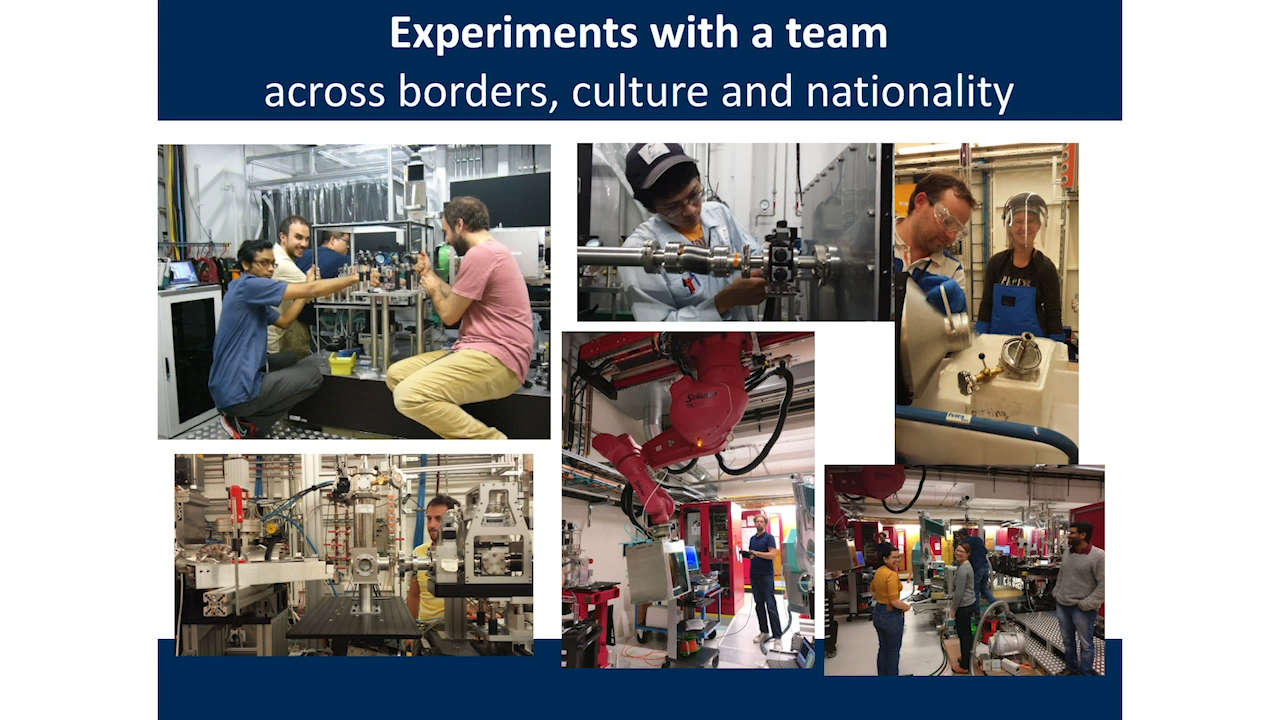 Experiments with a team
across borders, culture and nationality